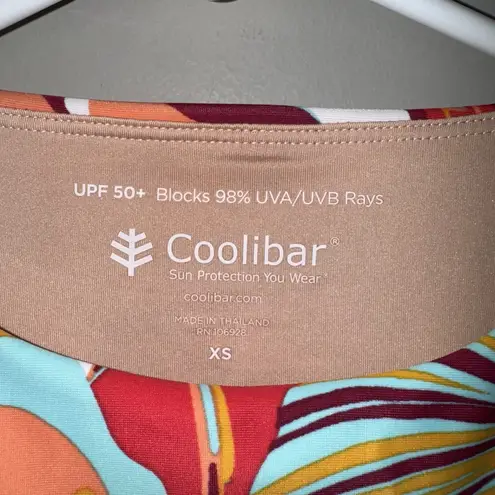 UPF 50+ Blocks 98% UVA/UVB Rays
Coolibar®
Sun Protection You Wear®
coolibar.com
MADE IN THAILAND
RN 106928
XS